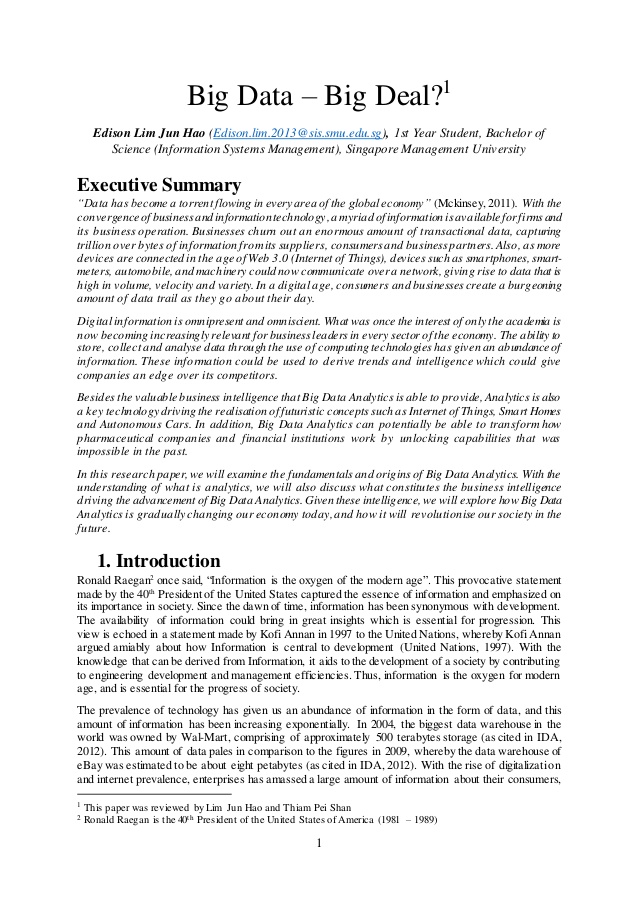 Big Data – Big Deal?1
Edison Lim Jun Hao (Edison.lim.2013@sis.smu.edu.sg), 1st Year Student, Bachelor of
Science (Information Systems Management), Singapore Management University
Executive Summary
“Data has become a torrent flowing in every area of the global economy” (Mckinsey, 2011). With the
convergence of business and information technology, a myriad of information is available for firms and
its business operation. Businesses churn out an enormous amount of transactional data, capturing
trillion over bytes of information from its suppliers, consumers and business partners. Also, as more
devices are connected in the age of Web 3.0 (Internet of Things), devices such as smartphones, smart-
meters, automobile, and machinery could now communicate over a network, giving rise to data that is
high in volume, velocity and variety. In a digital age, consumers and businesses create a burgeoning
amount of data trail as they go about their day.
Digital information is omnipresent and omniscient. What was once the interest of only the academia is
now becoming increasingly relevant for business leaders in every sector of the economy. The ability to
store, collect and analyse data through the use of computing technologies has given an abundance of
information. These information could be used to derive trends and intelligence which could give
companies an edge over its competitors.
Besides the valuable business intelligence that Big Data Analytics is able to provide, Analytics is also
a key technology driving the realisation of futuristic concepts such as Internet of Things, Smart Homes
and Autonomous Cars. In addition, Big Data Analytics can potentially be able to transform how
pharmaceutical companies and financial institutions work by unlocking capabilities that was
impossible in the past.
In this research paper, we will examine the fundamentals and origins of Big Data Analytics. With the
understanding of what is analytics, we will also discuss what constitutes the business intelligence
driving the advancement of Big Data Analytics. Given these intelligence, we will explore how Big Data
Analytics is gradually changing our economy today, and how it will revolutionise our society in the
future.
1. Introduction
Ronald Raegan2 once said, “Information is the oxygen of the modern age”. This provocative statement
made by the 40th President of the United States captured the essence of information and emphasized on
its importance in society. Since the dawn of time, information has been synonymous with development.
The availability of information could bring in great insights which is essential for progression. This
view is echoed in a statement made by Kofi Annan in 1997 to the United Nations, whereby Kofi Annan
argued amiably about how Information is central to development (United Nations, 1997). With the
knowledge that can be derived from Information, it aids to the development of a society by contributing
to engineering development and management efficiencies. Thus, information is the oxygen for modern
age, and is essential for the progress of society.
The prevalence of technology has given us an abundance of information in the form of data, and this
amount of information has been increasing exponentially. In 2004, the biggest data warehouse in the
world was owned by Wal-Mart, comprising of approximately 500 terabytes storage (as cited in IDA,
2012). This amount of data pales in comparison to the figures in 2009, whereby the data warehouse of
eBay was estimated to be about eight petabytes (as cited in IDA, 2012). With the rise of digitalization
and internet prevalence, enterprises has amassed a large amount of information about their consumers,
1 This paper was reviewed by Lim Jun Hao and Thiam Pei Shan
2 Ronald Raegan is the 40th President of the United States of America (1981 – 1989)
1